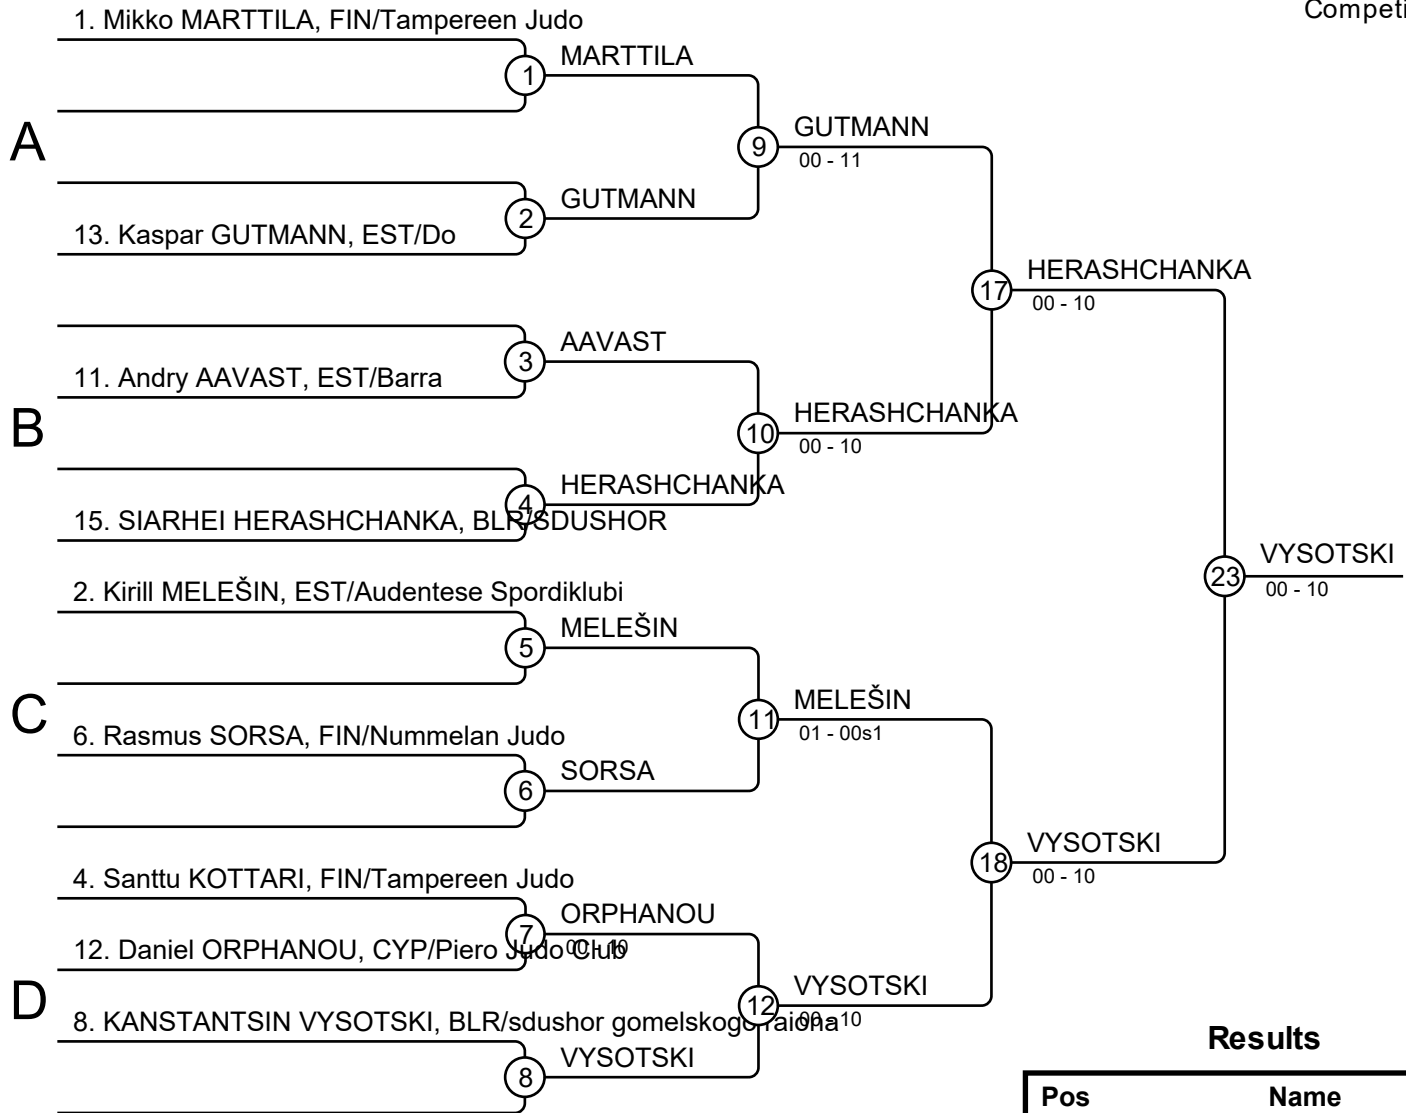 Competi
1. Mikko MARTTILA, FIN/Tampereen Judo
1
MARTTILA
A
9
GUTMANN
00 - 11
2
GUTMANN
13. Kaspar GUTMANN, EST/Do
17
HERASHCHANKA
00 - 10
3
AAVAST
11. Andry AAVAST, EST/Barra
B
10
HERASHCHANKA
00 - 10
4
HERASHCHANKA
15. SIARHEI HERASHCHANKA, BLR/SDUSHOR
23
VYSOTSKI
00 - 10
2. Kirill MELEŠIN, EST/Audentese Spordiklubi
5
MELEŠIN
C
11
MELEŠIN
01 - 00s1
6. Rasmus SORSA, FIN/Nummelan Judo
6
SORSA
18
VYSOTSKI
00 - 10
4. Santtu KOTTARI, FIN/Tampereen Judo
7
ORPHANOU
00 - 10
12. Daniel ORPHANOU, CYP/Piero Judo Club
D
12
VYSOTSKI
00 - 10
8. KANSTANTSIN VYSOTSKI, BLR/sdushor gomelskogo raiona
8
VYSOTSKI
Results
Pos Name